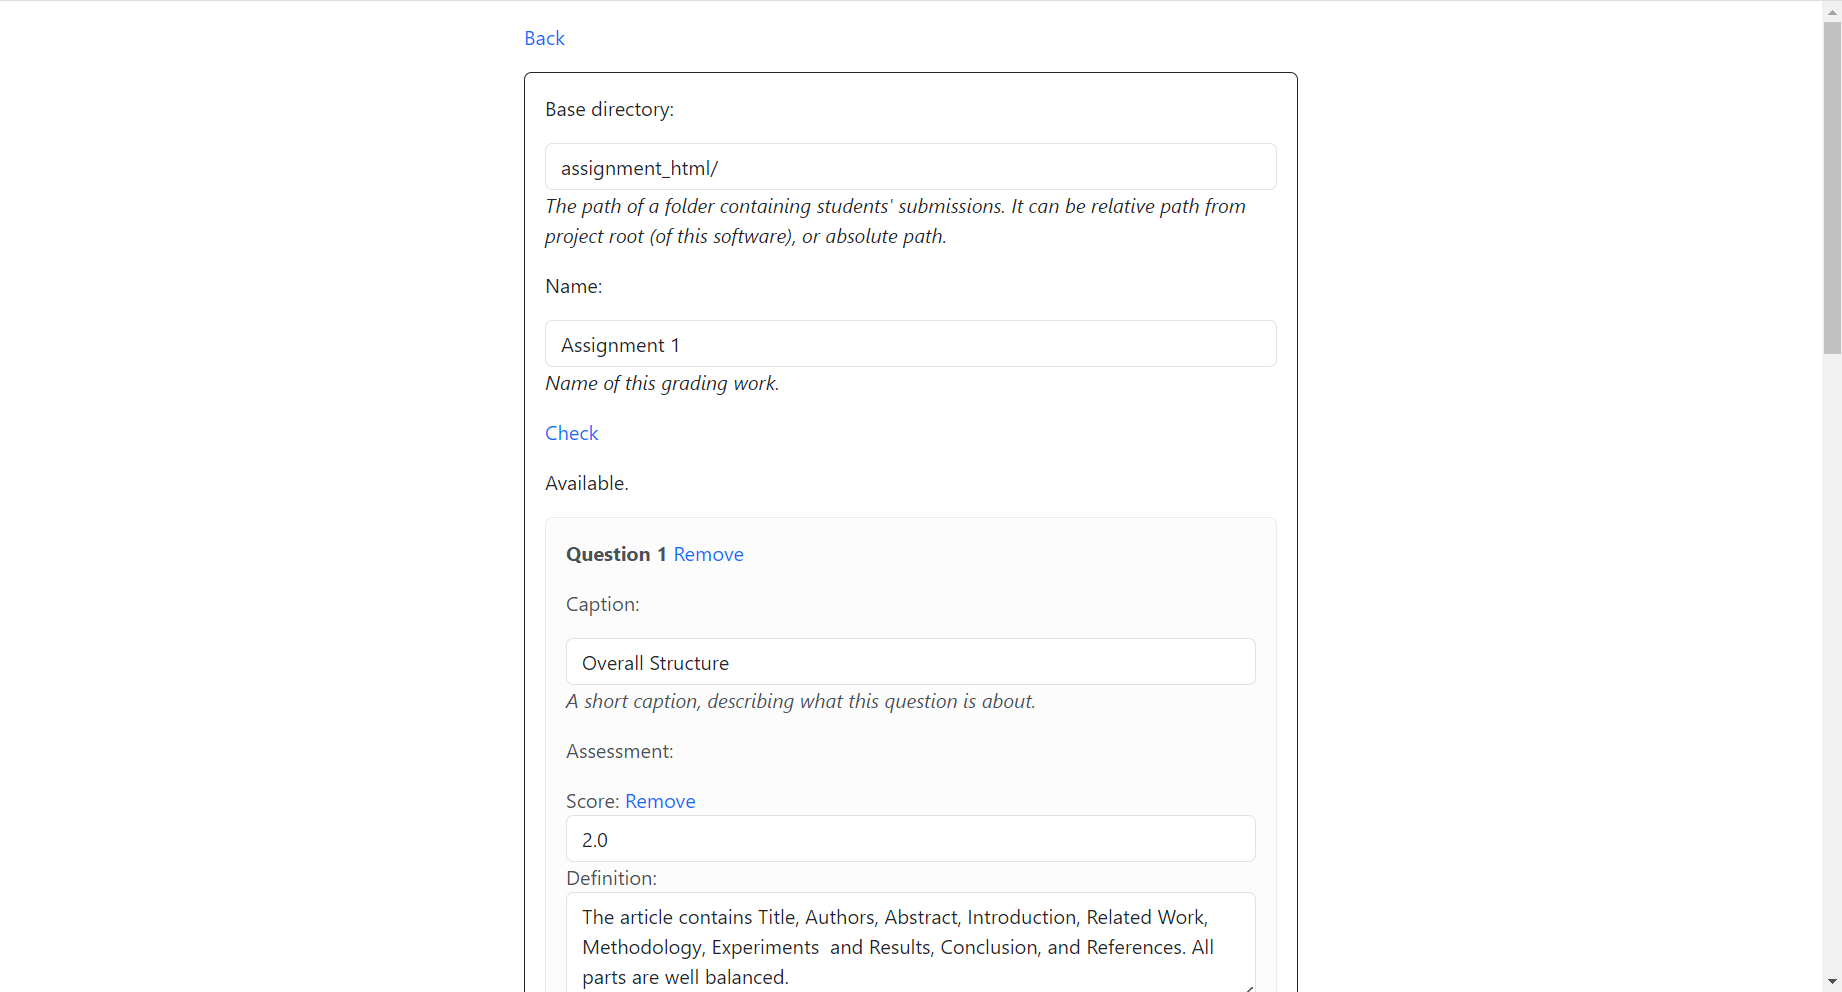 Back
Base directory:
assignment_html/
The path of a folder containing students' submissions. It can be relative path from
project root (of this software), or absolute path.
Name:
Assignment 1
Name of this grading work.
Check
Available.
Question 1 Remove
Caption:
Overall Structure
A short caption, describing what this question is about.
Assessment:
Score: Remove
2.0
Definition:
The article contains Title, Authors, Abstract, Introduction, Related Work,
Methodology, Experiments  and Results, Conclusion, and References. All
parts are well balanced.